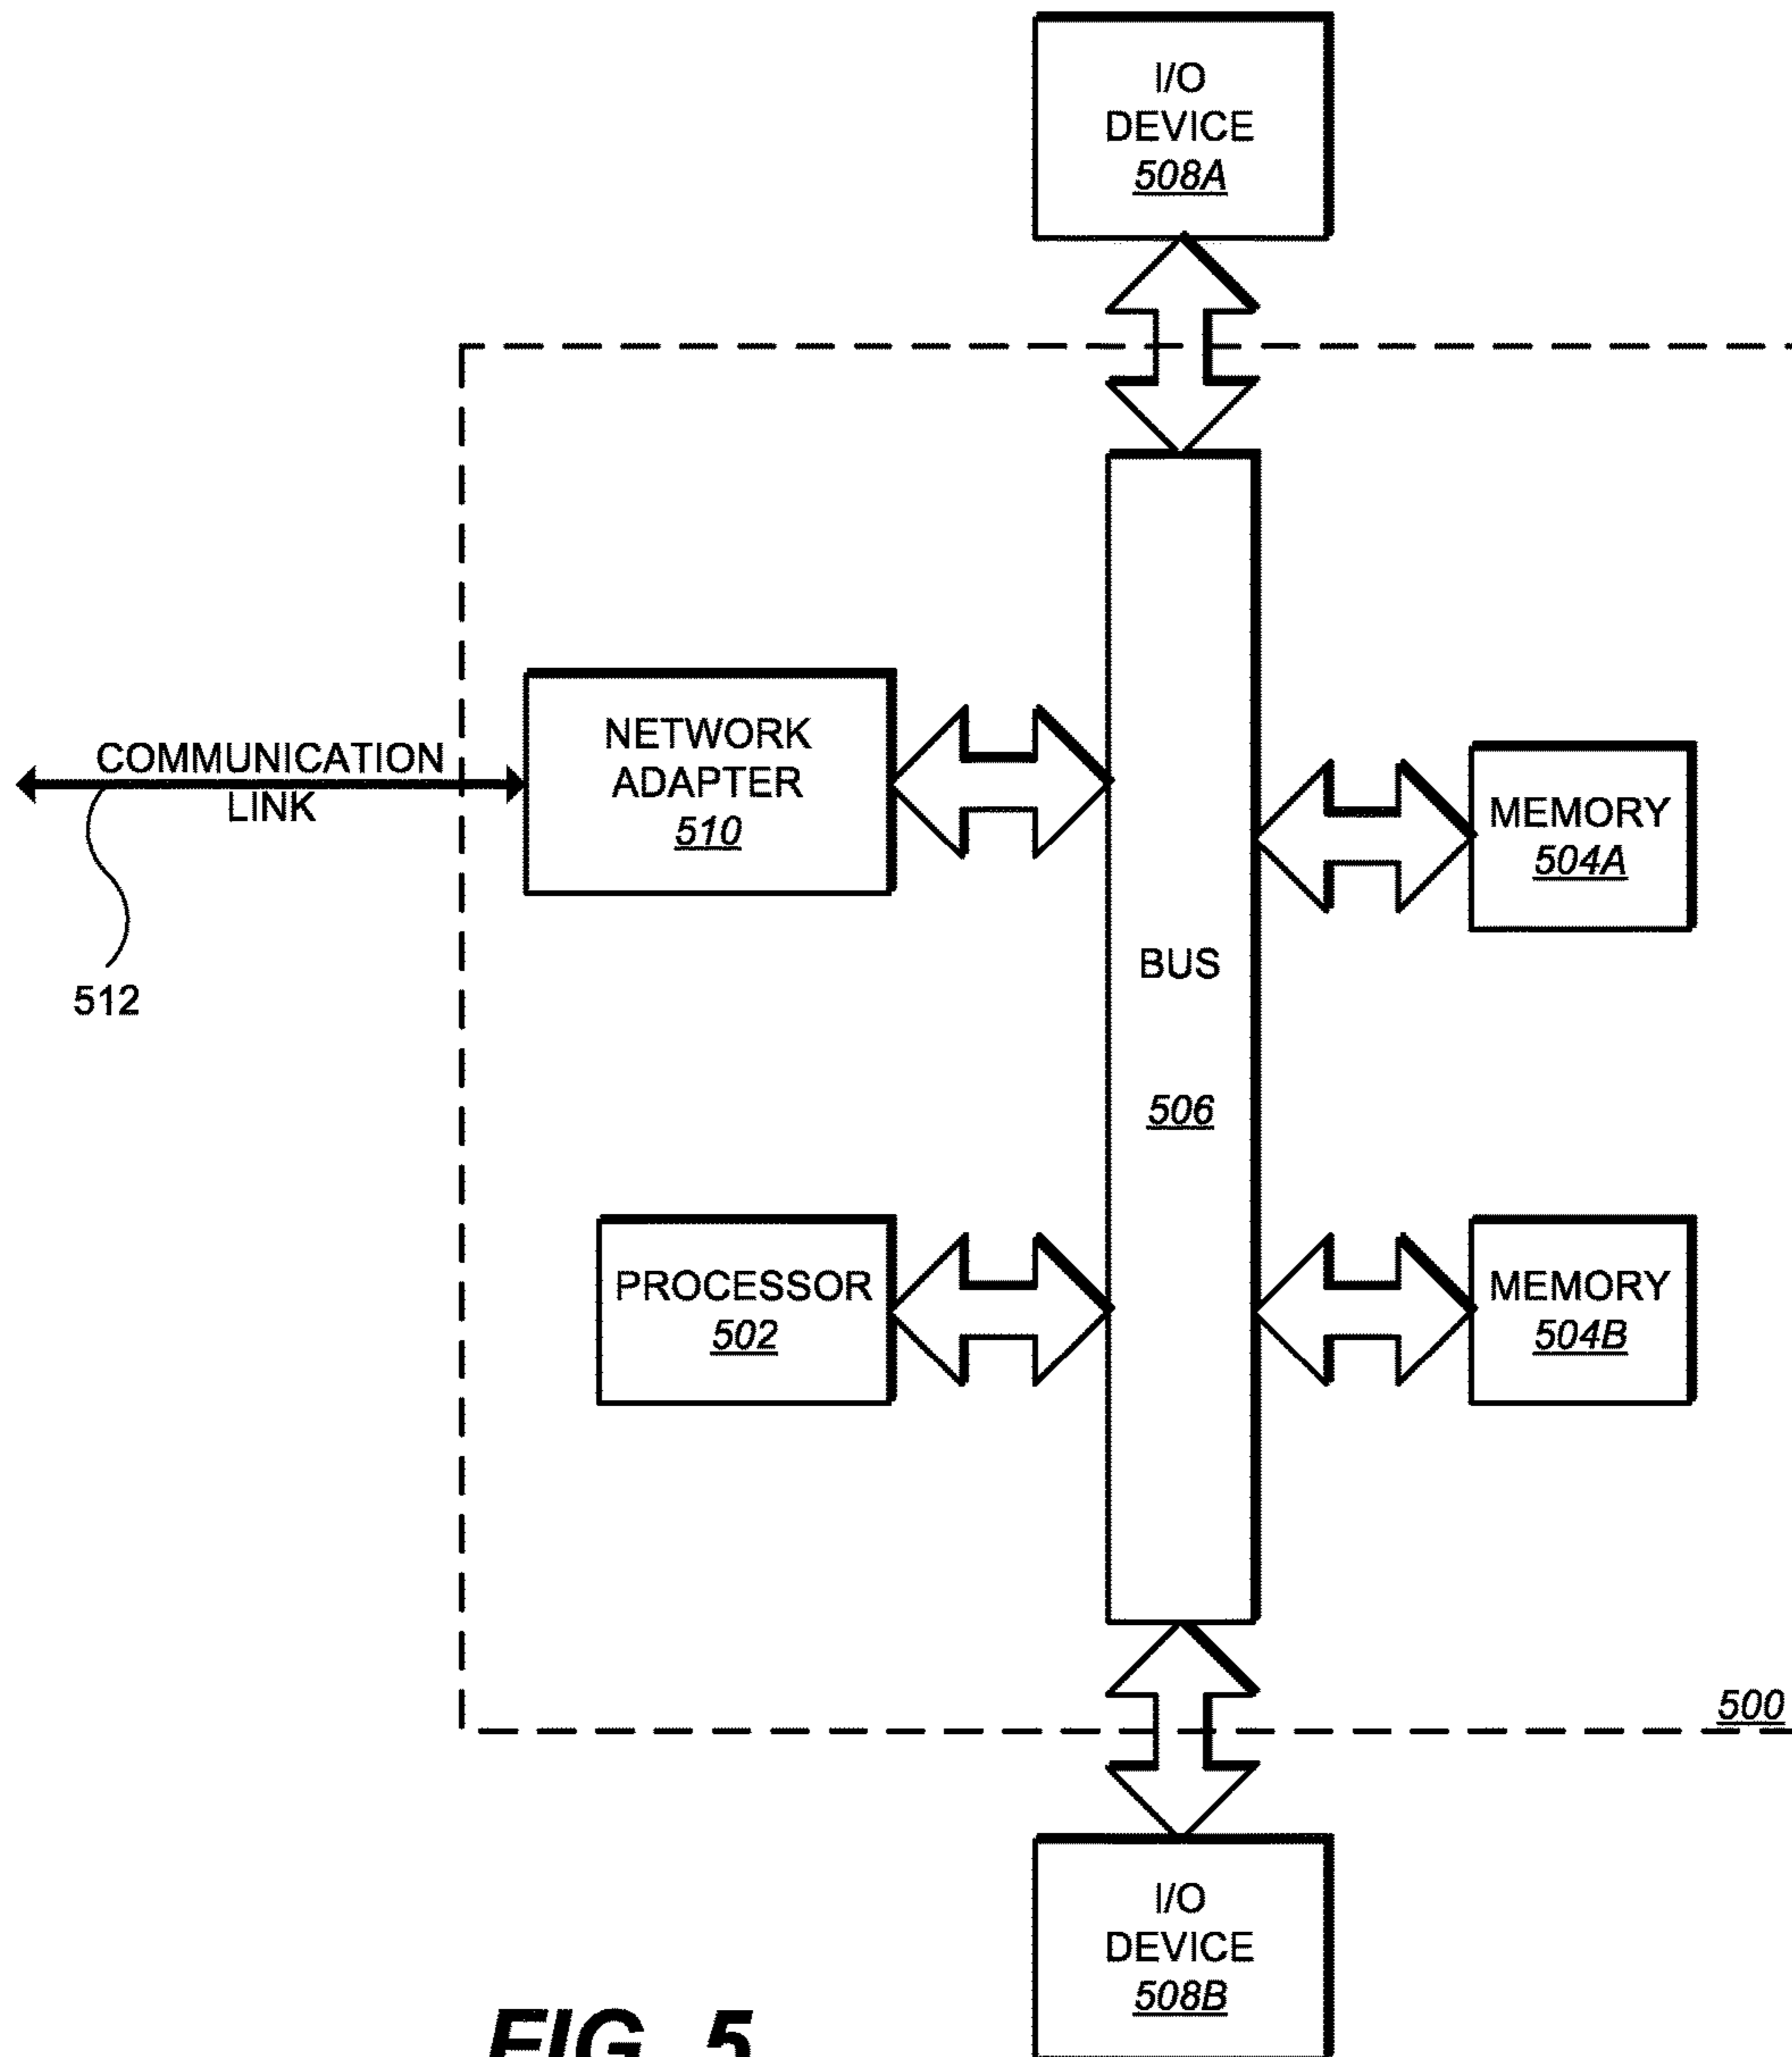 I/O
DEVICE
508A
NETWORK
ADAPTER
510
COMMUNICATION
LINK
512
MEMORY
504A
BUS
506
PROCESSOR
502
MEMORY
504B
500
I/O
DEVICE
508B
FIG. 5